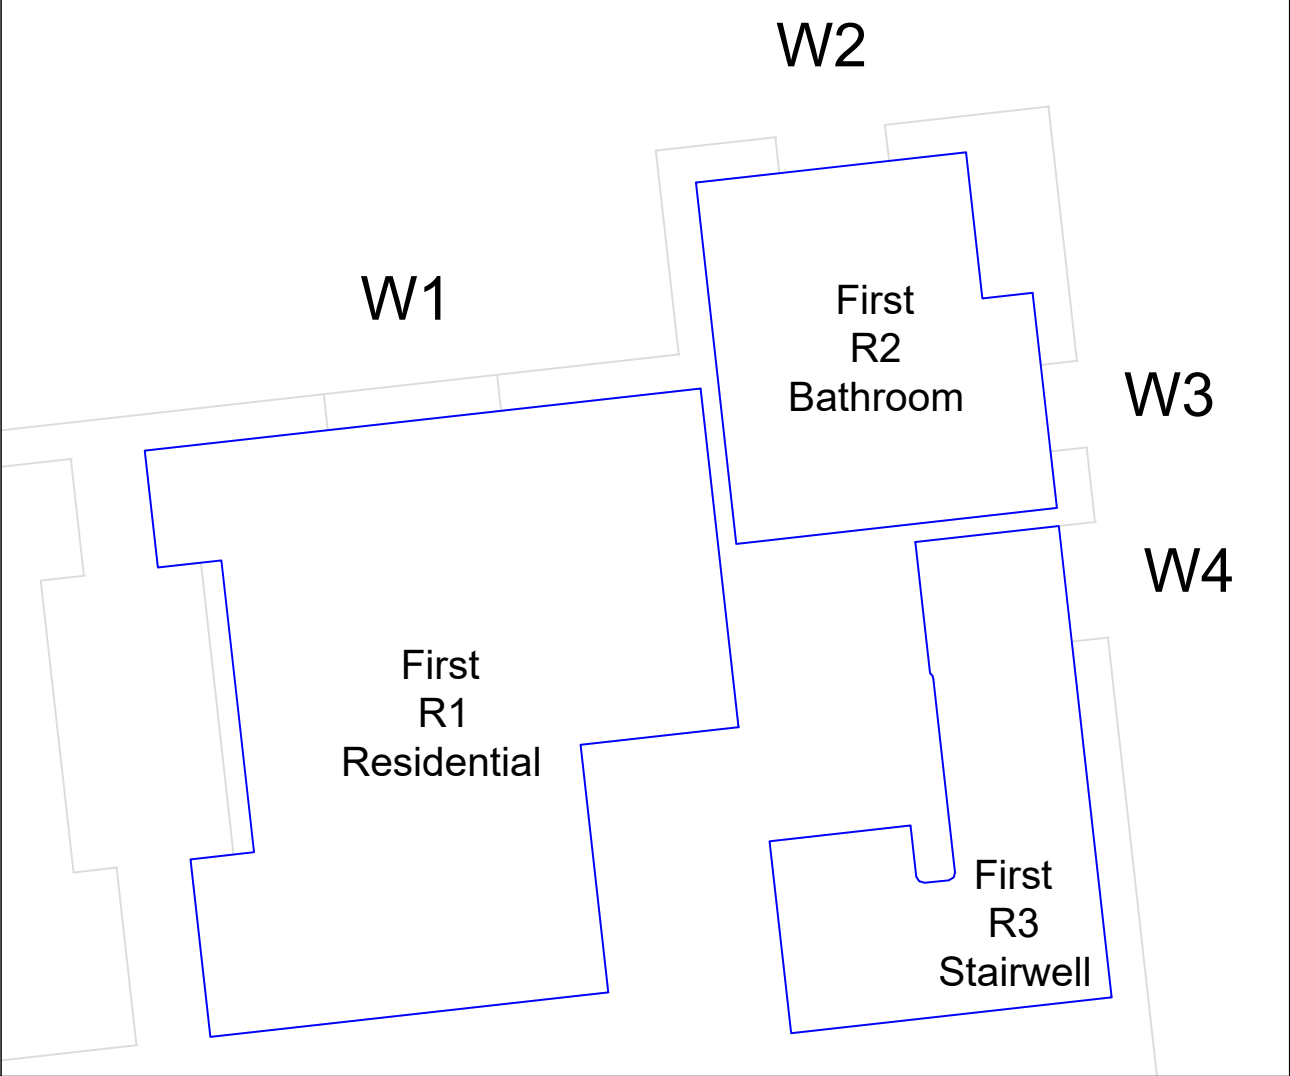 W2
W1
First
R2
Bathroom
W3
W4
First
R1
Residential
First
R3
Stairwell